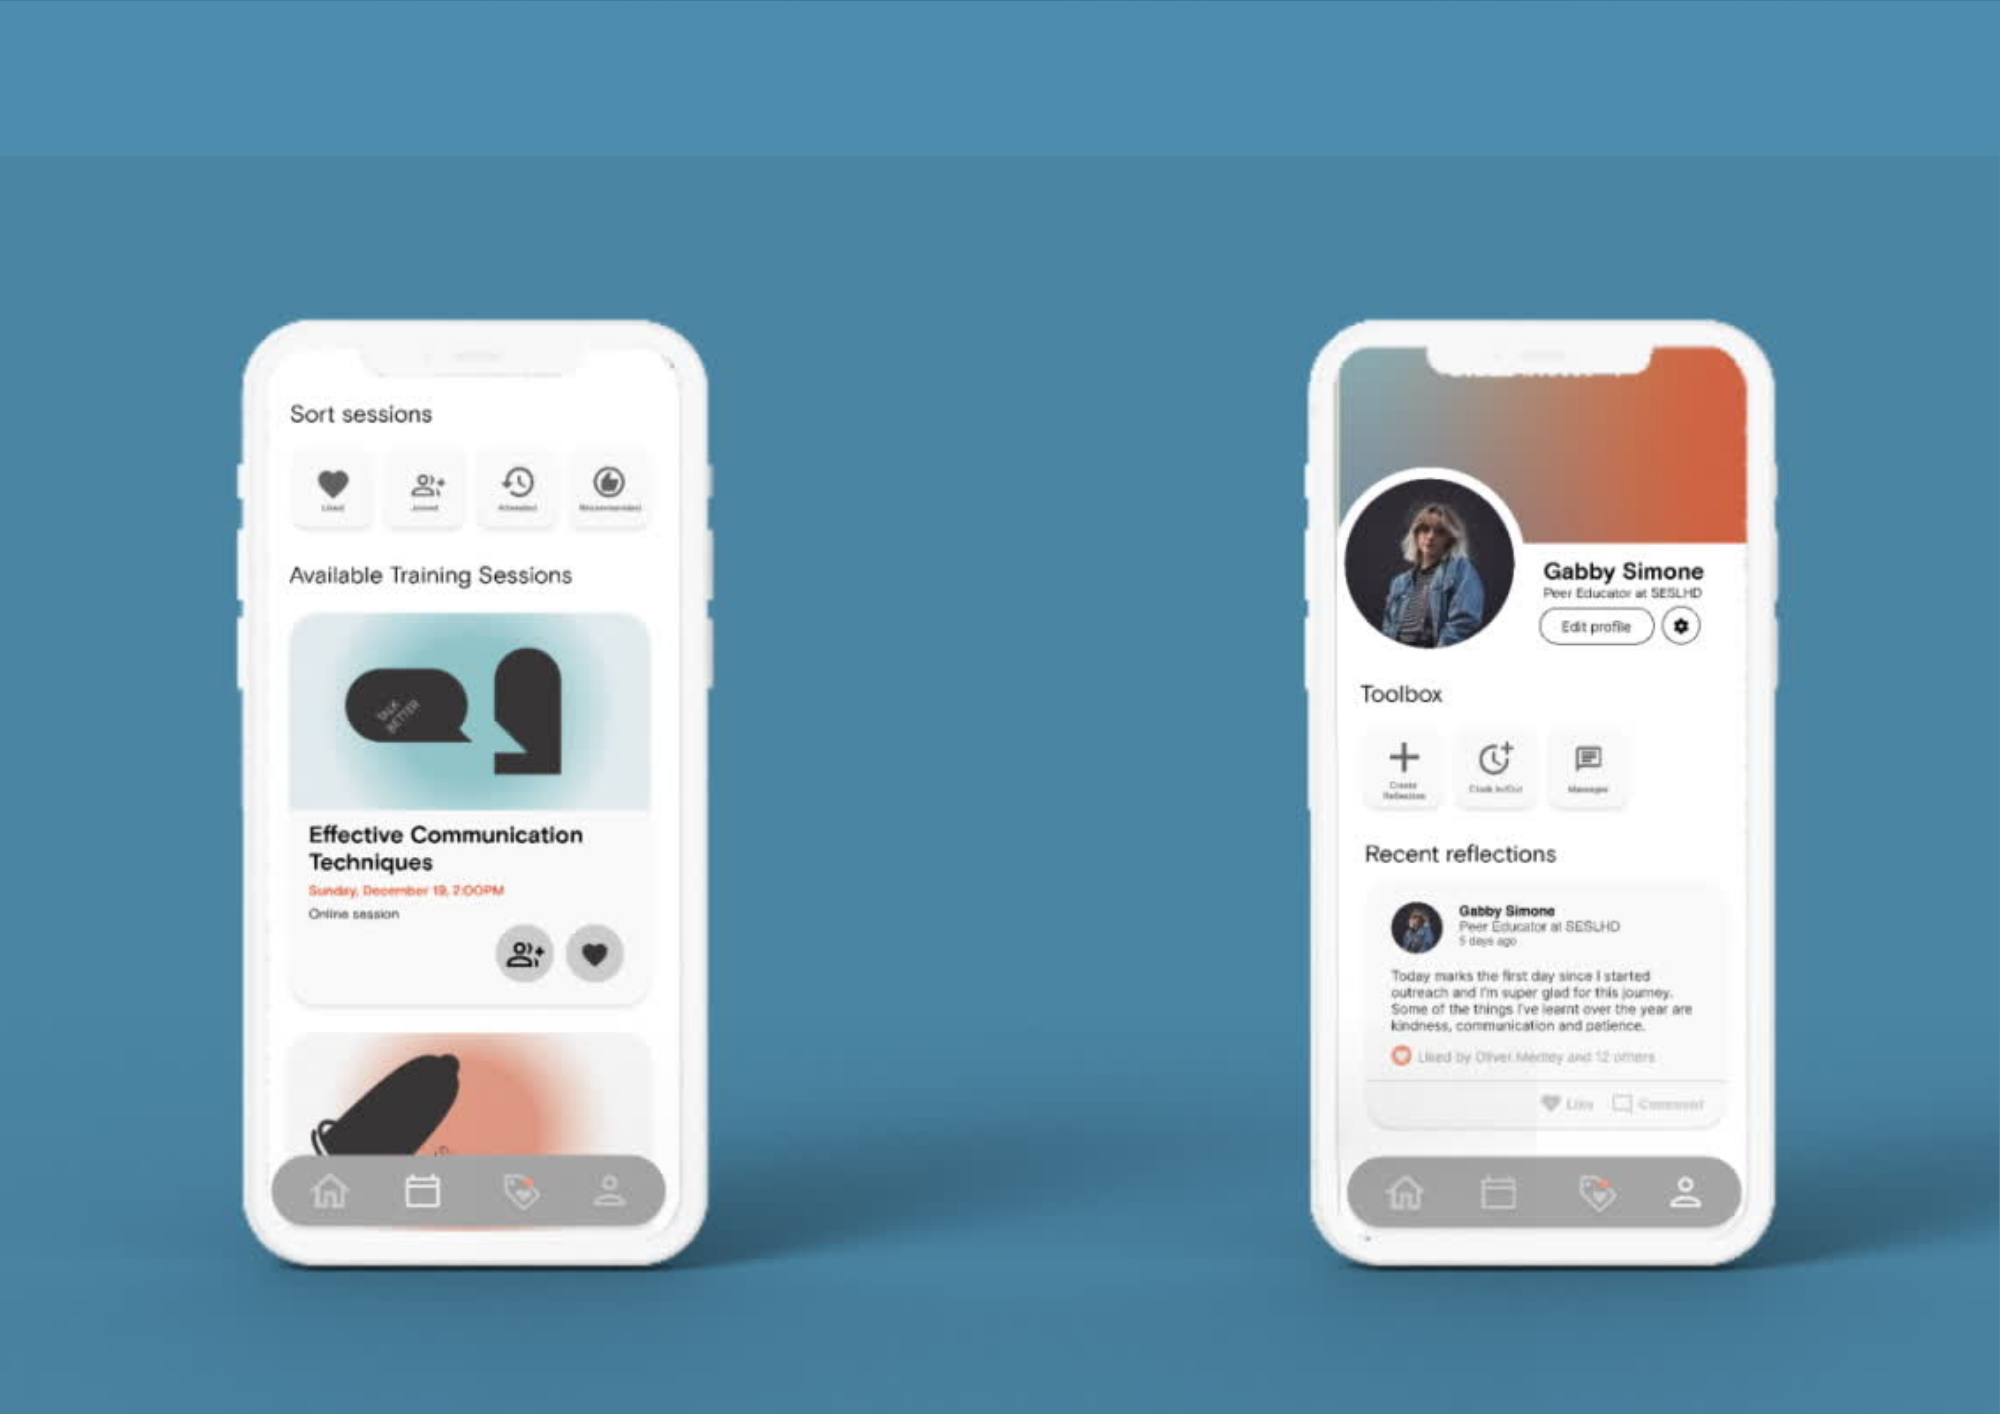 Sort sessions
Liked
Joined
Attended
Recommended
Available Training Sessions
TALK
BETTER
Effective Communication
Techniques
Sunday, December 19, 2:00PM
Online session
Gabby Simone
Peer Educator at SESLHD
Edit profile
Toolbox
Create
Reflection
Clock In/Out
Messages
Recent reflections
Gabby Simone
Peer Educator at SESLHD
5 days ago
Today marks the first day since I started
outreach and I'm super glad for this journey.
Some of the things I've learnt over the year are
kindness, communication and patience.
Liked by Oliver Medley and 12 others
Like
Comment